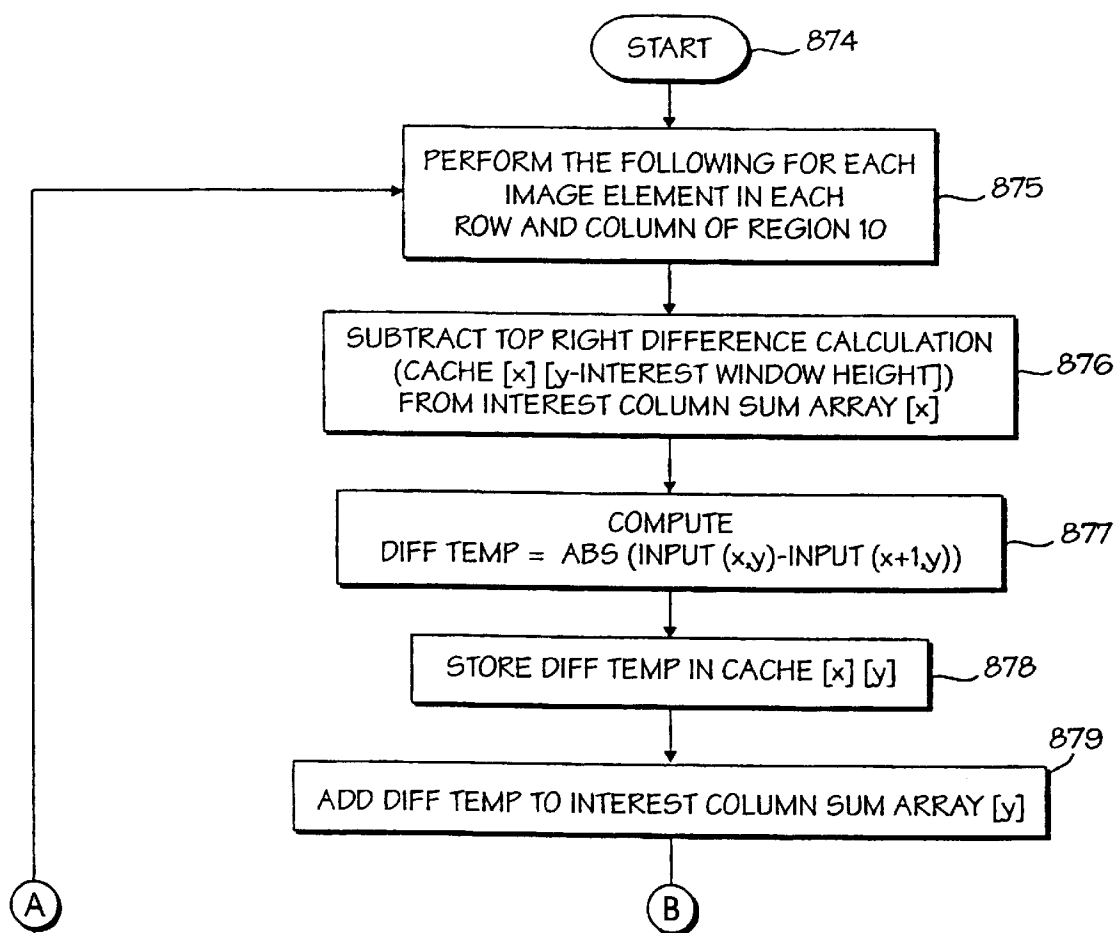 START
874
PERFORM THE FOLLOWING FOR EACH
IMAGE ELEMENT IN EACH
ROW AND COLUMN OF REGION 10
875
SUBTRACT TOP RIGHT DIFFERENCE CALCULATION
(CACHE [x] [y-INTEREST WINDOW HEIGHT])
FROM INTEREST COLUMN SUM ARRAY [x]
876
COMPUTE
DIFF TEMP = ABS (INPUT (x,y)-INPUT (x+1,y))
877
STORE DIFF TEMP IN CACHE [x] [y]
878
879
ADD DIFF TEMP TO INTEREST COLUMN SUM ARRAY [y]
A
B